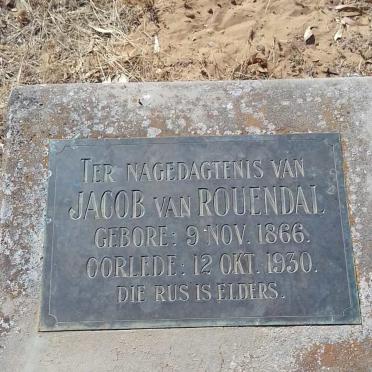 TER NAGEDAGTENIS VAN
JACOB VAN ROUENDAL
GEBORE: 9 NOV. 1866.
OORLEDE: 12 OKT. 1930.
DIE RUS IS ELDERS.